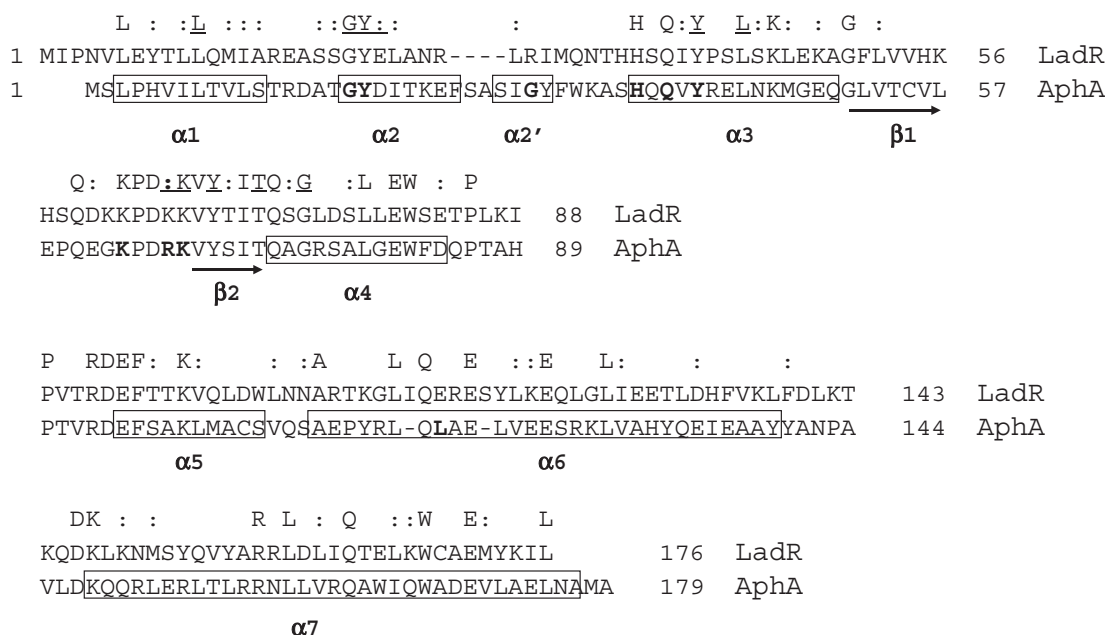 L : :L ::: ::GY: : H Q:Y L:K: : G :
1 MIPNVLEYTLLQMIAREASSGYELANR----LRIMQNTHHSQIYPSLSKLEKAGFLVVHK 56 LadR
1 MSLPHVILTVLSTRDATGYDITKEFSASIGYFWKASHQQVYRELNKMGEQGLVTCVL 57 AphA
α1 α2 α2' α3 β1
Q: KPD:KVY:ITQ:G :L EW : P
HSQDKKPDKKVYTITQSGLDSLLEWSETPLKI 88 LadR
EPQEGKPDRKVYSITQAGRSALGEWFDQPTAH 89 AphA
β2 α4
P RDEF: K: : :A L Q E ::E L: : :
PVTRDEFTTKVQLDWLNNARTKGLIQERESYLKEQLGLIEETLDHFVKLFDLKT 143 LadR
PTVRDEFSAKLMACSVQSAEPYRL-QLAE-LVEESRKLVAHYQEIEAAYYANPA 144 AphA
α5 α6
DK : : R L : Q ::W E: L
KQDKLKNMSYQVYARRLDLIQTELKWCAEMYKIL 176 LadR
VLDKQQRLERLTLRRNLLVRQAWIQWADEVLAELNAMA 179 AphA
α7